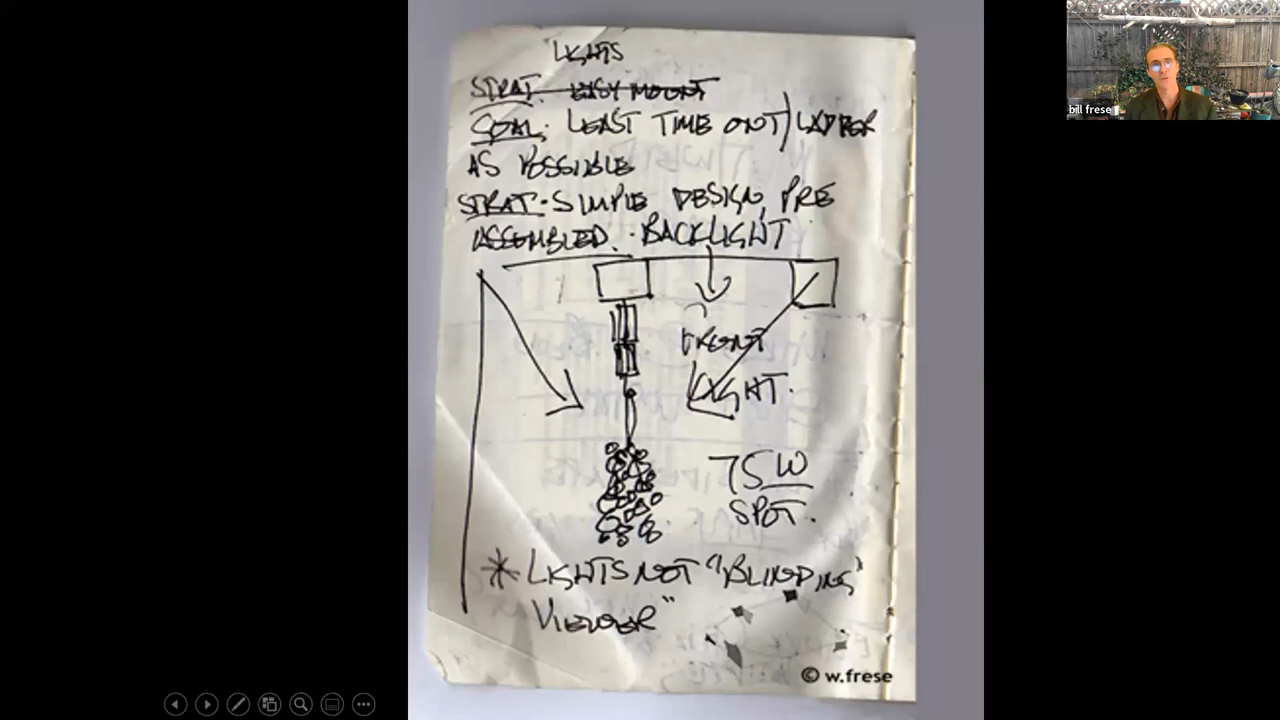 LIGHTS
STRAT. EASY MOUNT
GOAL: LEAST TIME ON LADDER
AS POSSIBLE
STRAT - SIMPLE DESIGN, PRE
ASSEMBLED. · BACKLIGHT
FRONT
LIGHT.
75W
SPOT.
* LIGHTS NOT "BLINDING"
VIEWER"
© w.frese
bill frese